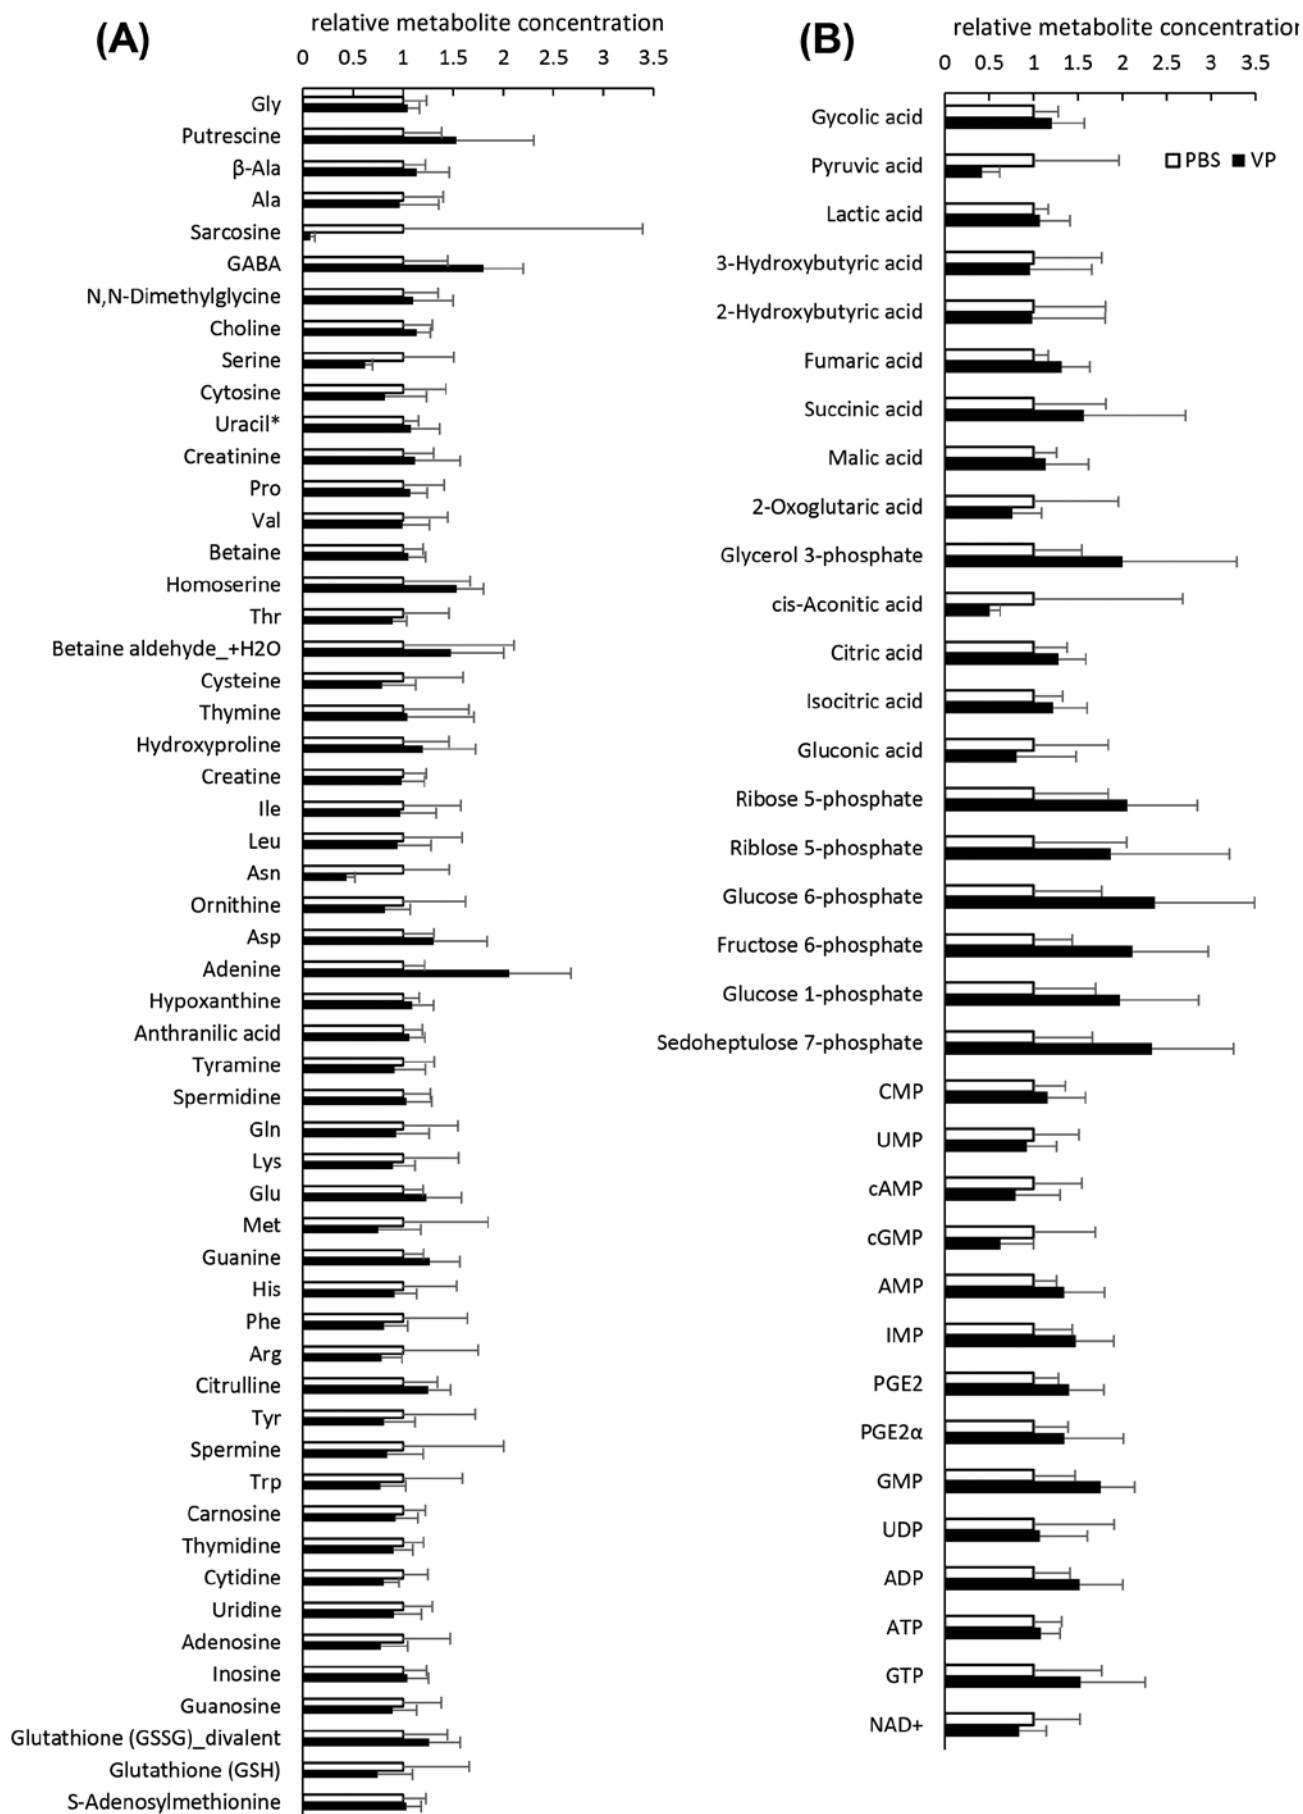 (A)
relative metabolite concentration
0 0.5 1 1.5 2 2.5 3 3.5
Gly
Putrescine
β-Ala
Ala
Sarcosine
GABA
N,N-Dimethylglycine
Choline
Serine
Cytosine
Uracil*
Creatinine
Pro
Val
Betaine
Homoserine
Thr
Betaine aldehyde_+H2O
Cysteine
Thymine
Hydroxyproline
Creatine
Ile
Leu
Asn
Ornithine
Asp
Adenine
Hypoxanthine
Anthranilic acid
Tyramine
Spermidine
Gln
Lys
Glu
Met
Guanine
His
Phe
Arg
Citrulline
Tyr
Spermine
Trp
Carnosine
Thymidine
Cytidine
Uridine
Adenosine
Inosine
Guanosine
Glutathione (GSSG)_divalent
Glutathione (GSH)
S-Adenosylmethionine
(B)
relative metabolite concentration
0 0.5 1 1.5 2 2.5 3 3.5
PBS VP
Gycolic acid
Pyruvic acid
Lactic acid
3-Hydroxybutyric acid
2-Hydroxybutyric acid
Fumaric acid
Succinic acid
Malic acid
2-Oxoglutaric acid
Glycerol 3-phosphate
cis-Aconitic acid
Citric acid
Isocitric acid
Gluconic acid
Ribose 5-phosphate
Riblose 5-phosphate
Glucose 6-phosphate
Fructose 6-phosphate
Glucose 1-phosphate
Sedoheptulose 7-phosphate
CMP
UMP
cAMP
cGMP
AMP
IMP
PGE2
PGE2α
GMP
UDP
ADP
ATP
GTP
NAD+